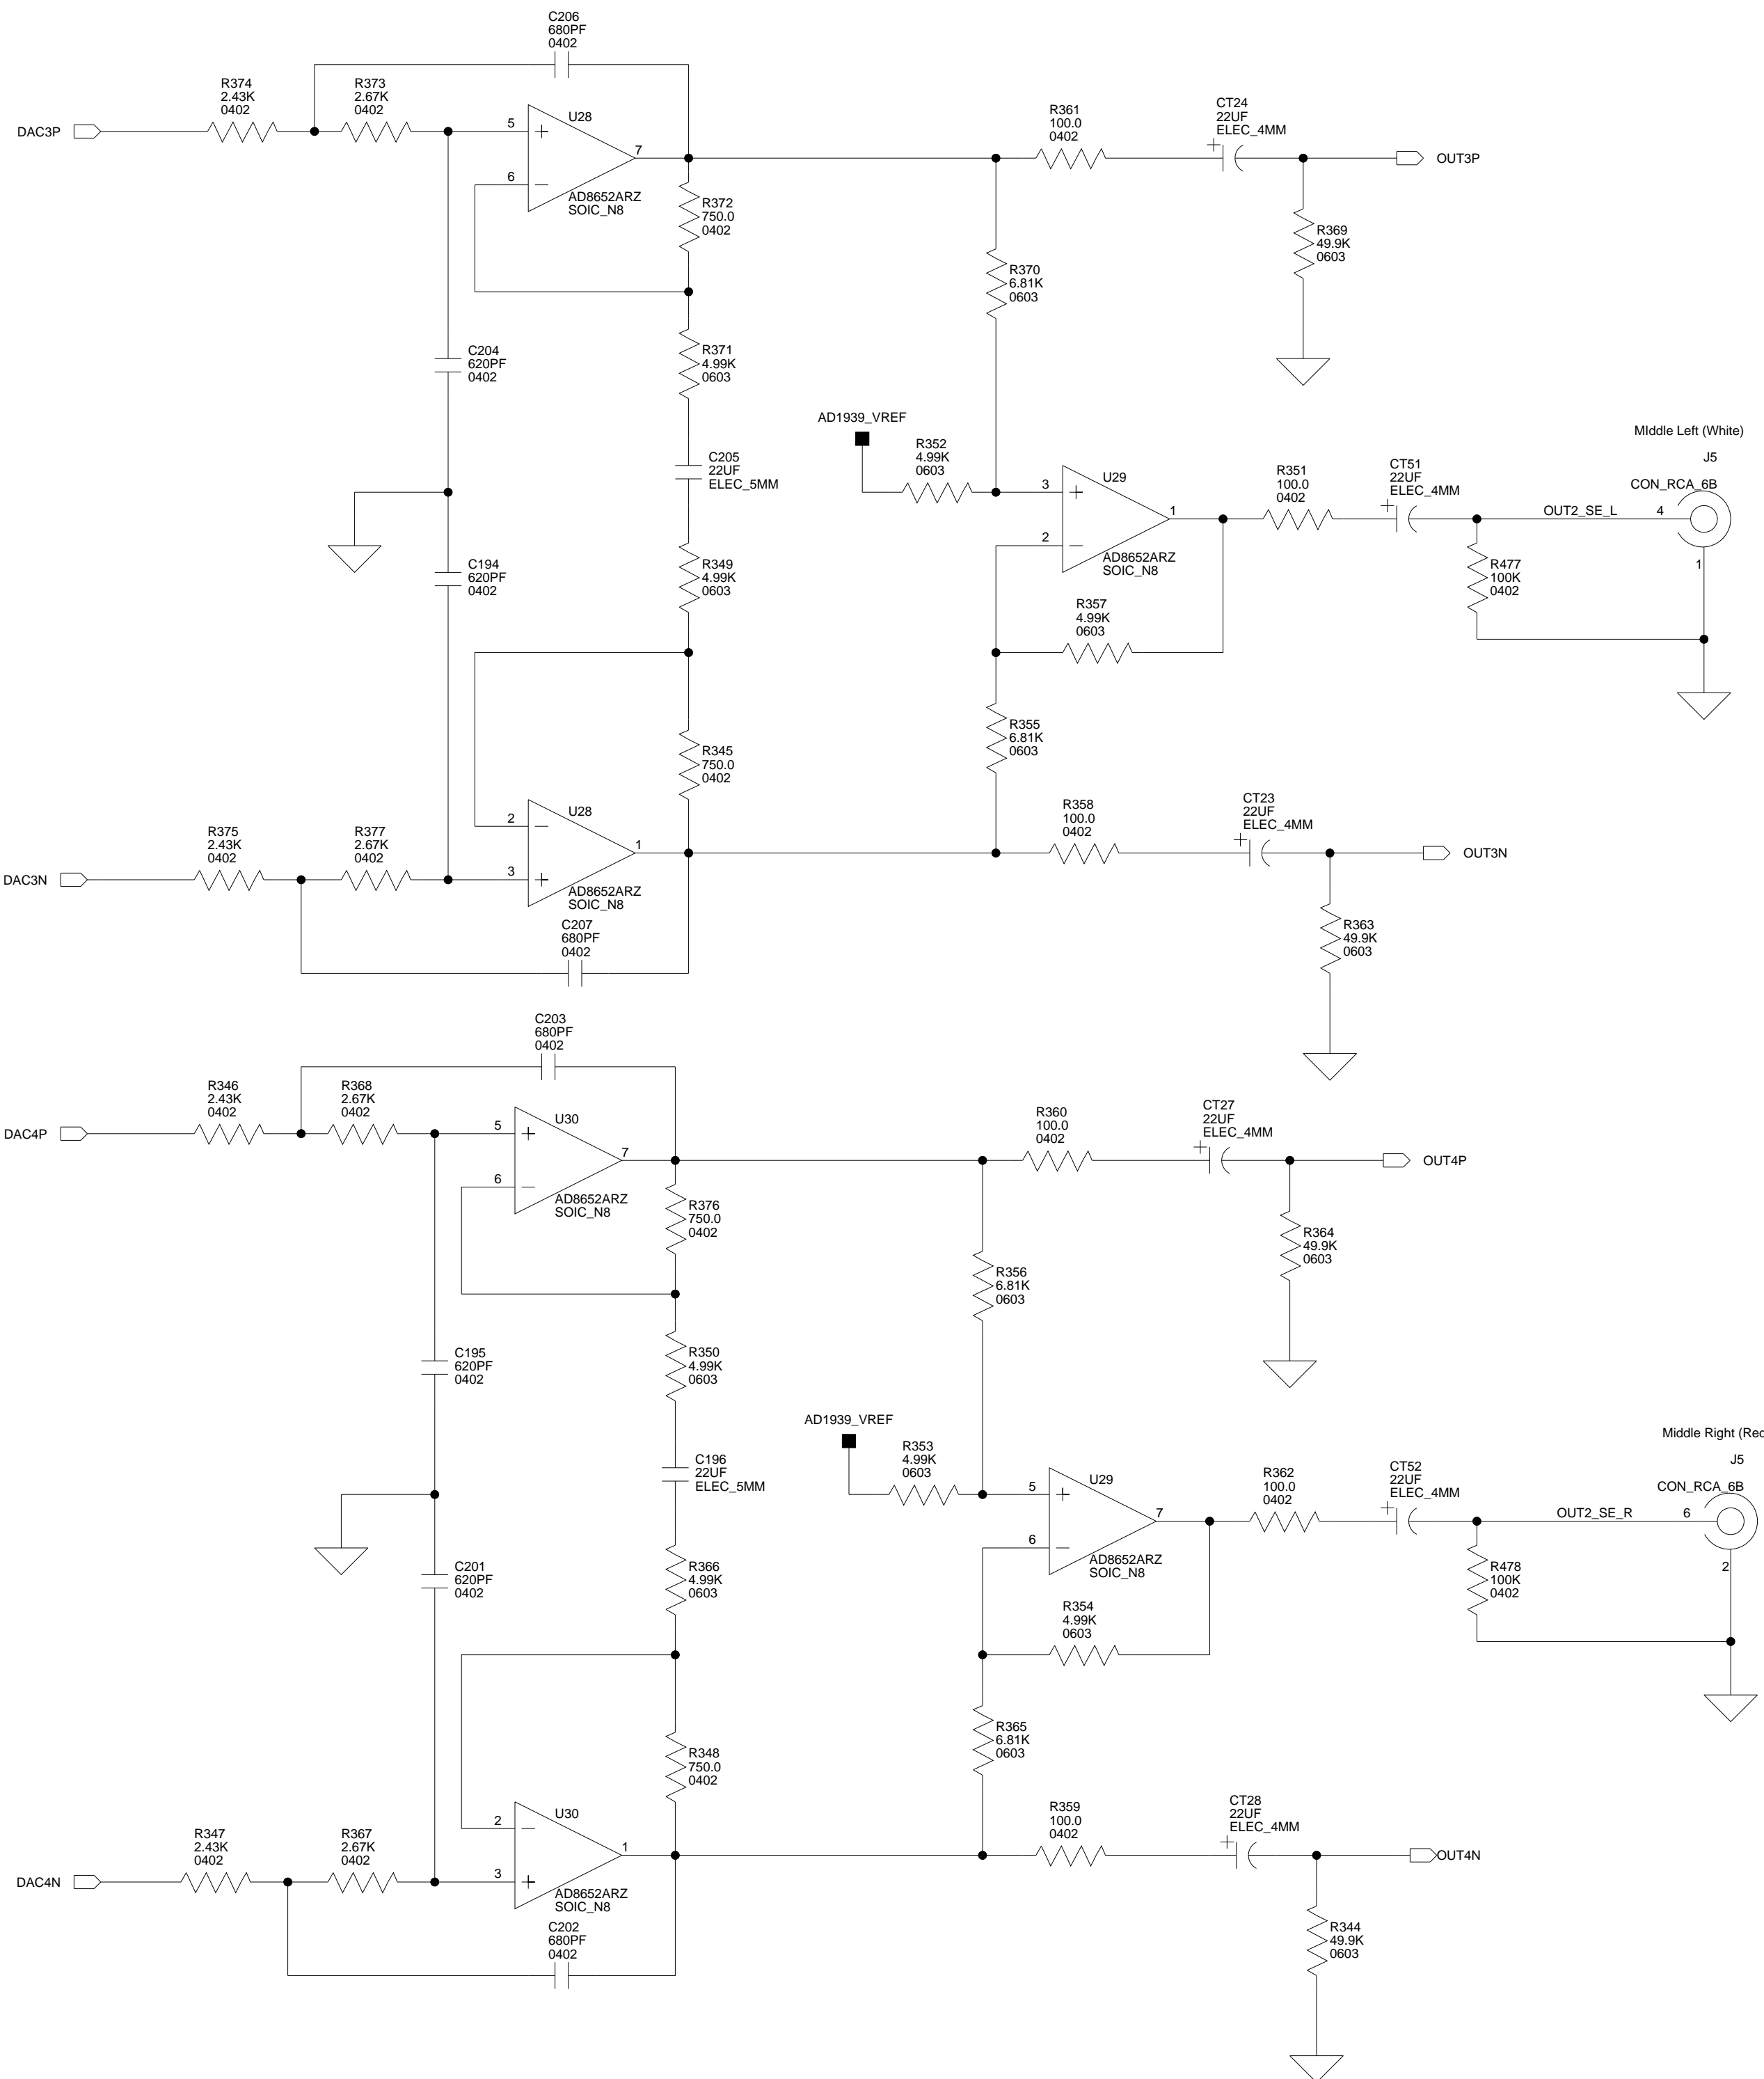 C206
680PF
0402
R374
2.43K
0402
R373
2.67K
0402
DAC3P
5
U28
7
6
AD8652ARZ
SOIC_N8
R372
750.0
0402
R361
100.0
0402
CT24
22UF
ELEC_4MM
OUT3P
R369
49.9K
0603
R370
6.81K
0603
C204
620PF
0402
R371
4.99K
0603
AD1939_VREF
R352
4.99K
0603
C205
22UF
ELEC_5MM
3
U29
1
2
AD8652ARZ
SOIC_N8
R351
100.0
0402
CT51
22UF
ELEC_4MM
MIddle Left (White)
J5
CON_RCA_6B
OUT2_SE_L
4
1
R477
100K
0402
C194
620PF
0402
R349
4.99K
0603
R357
4.99K
0603
R355
6.81K
0603
R345
750.0
0402
U28
2
1
3
AD8652ARZ
SOIC_N8
R375
2.43K
0402
R377
2.67K
0402
DAC3N
C207
680PF
0402
R358
100.0
0402
CT23
22UF
ELEC_4MM
OUT3N
R363
49.9K
0603
C203
680PF
0402
R346
2.43K
0402
R368
2.67K
0402
DAC4P
5
U30
7
6
AD8652ARZ
SOIC_N8
R376
750.0
0402
R360
100.0
0402
CT27
22UF
ELEC_4MM
OUT4P
R364
49.9K
0603
R356
6.81K
0603
C195
620PF
0402
R350
4.99K
0603
AD1939_VREF
R353
4.99K
0603
C196
22UF
ELEC_5MM
5
U29
7
6
AD8652ARZ
SOIC_N8
R362
100.0
0402
CT52
22UF
ELEC_4MM
Middle Right (Red
J5
CON_RCA_6B
OUT2_SE_R
6
2
R478
100K
0402
C201
620PF
0402
R366
4.99K
0603
R354
4.99K
0603
R365
6.81K
0603
R348
750.0
0402
U30
2
1
3
AD8652ARZ
SOIC_N8
R347
2.43K
0402
R367
2.67K
0402
DAC4N
C202
680PF
0402
R359
100.0
0402
CT28
22UF
ELEC_4MM
OUT4N
R344
49.9K
0603